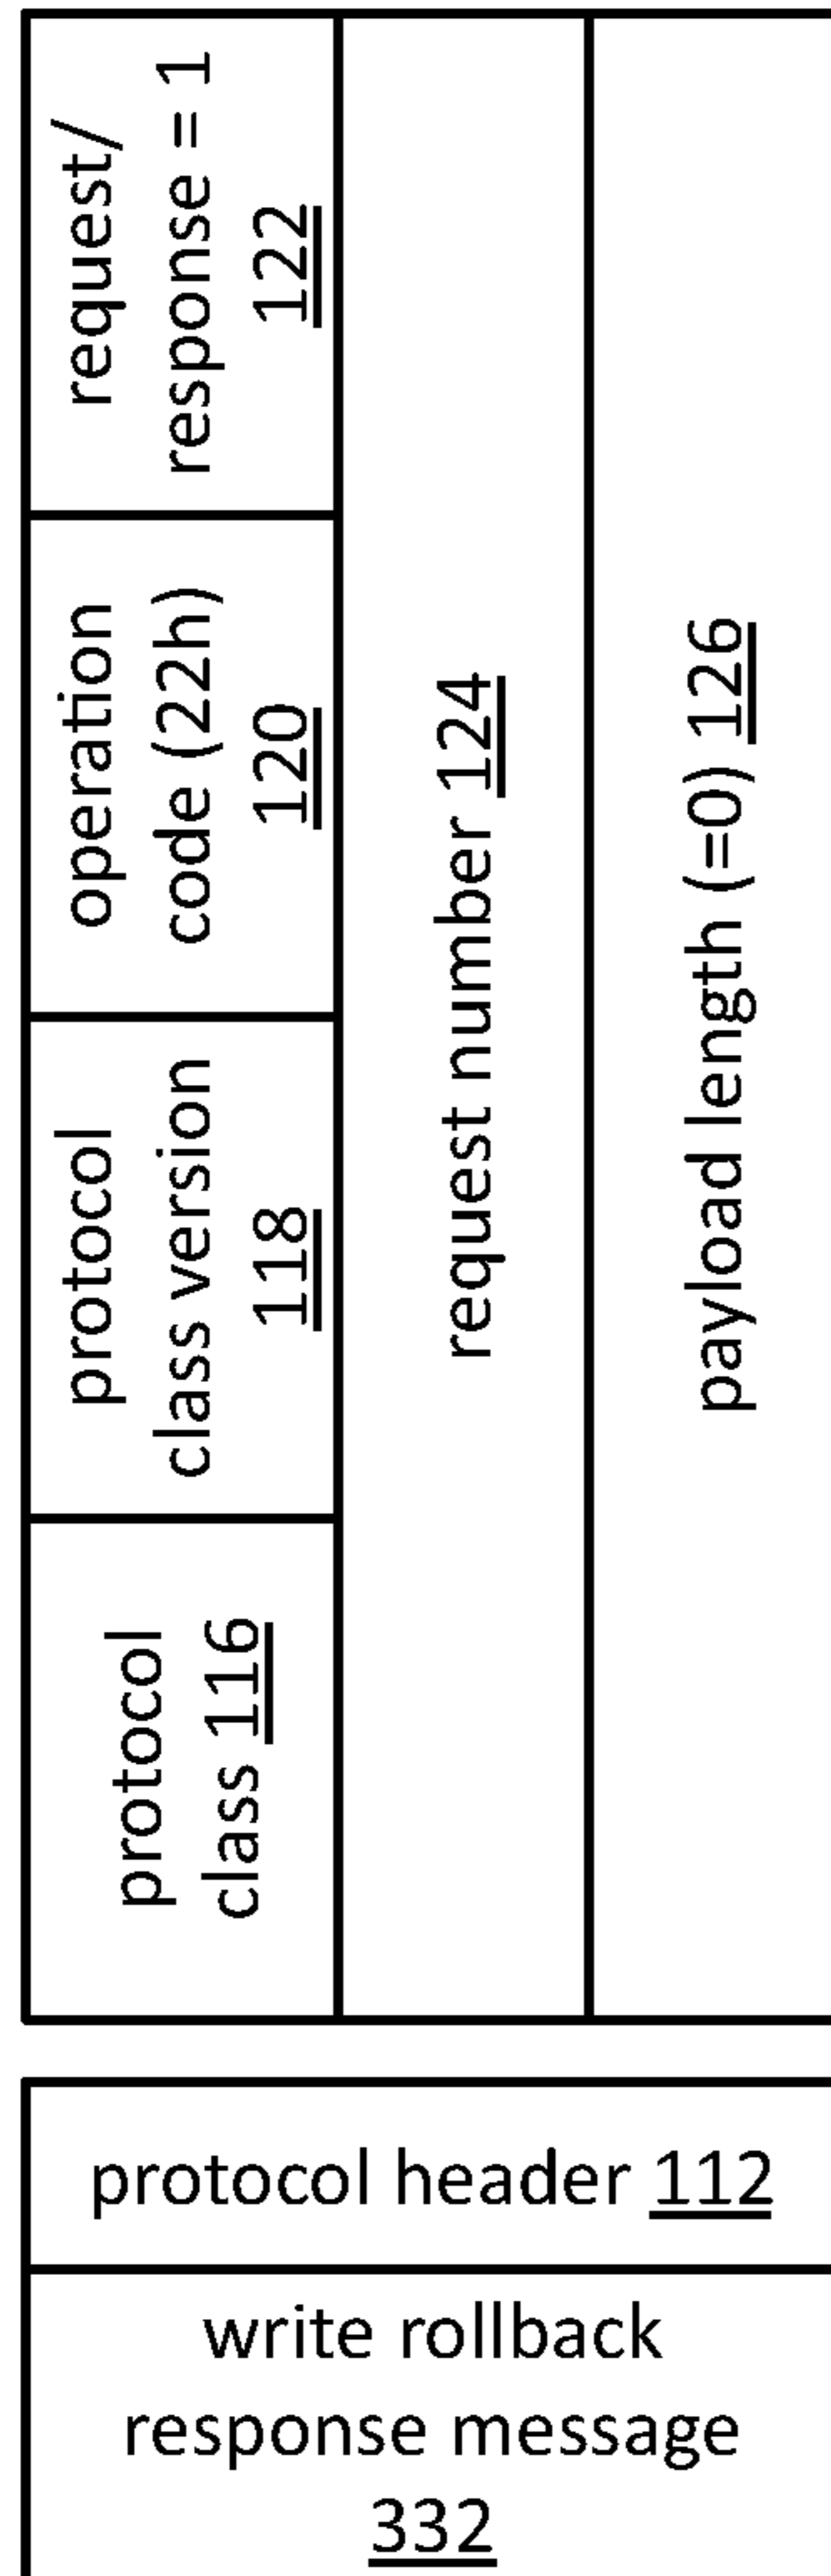 protocol header 112
write rollback
response message
332
protocol
class 116
protocol
class version
118
operation
code (22h)
120
request/
response = 1
122
request number 124
payload length (=0) 126